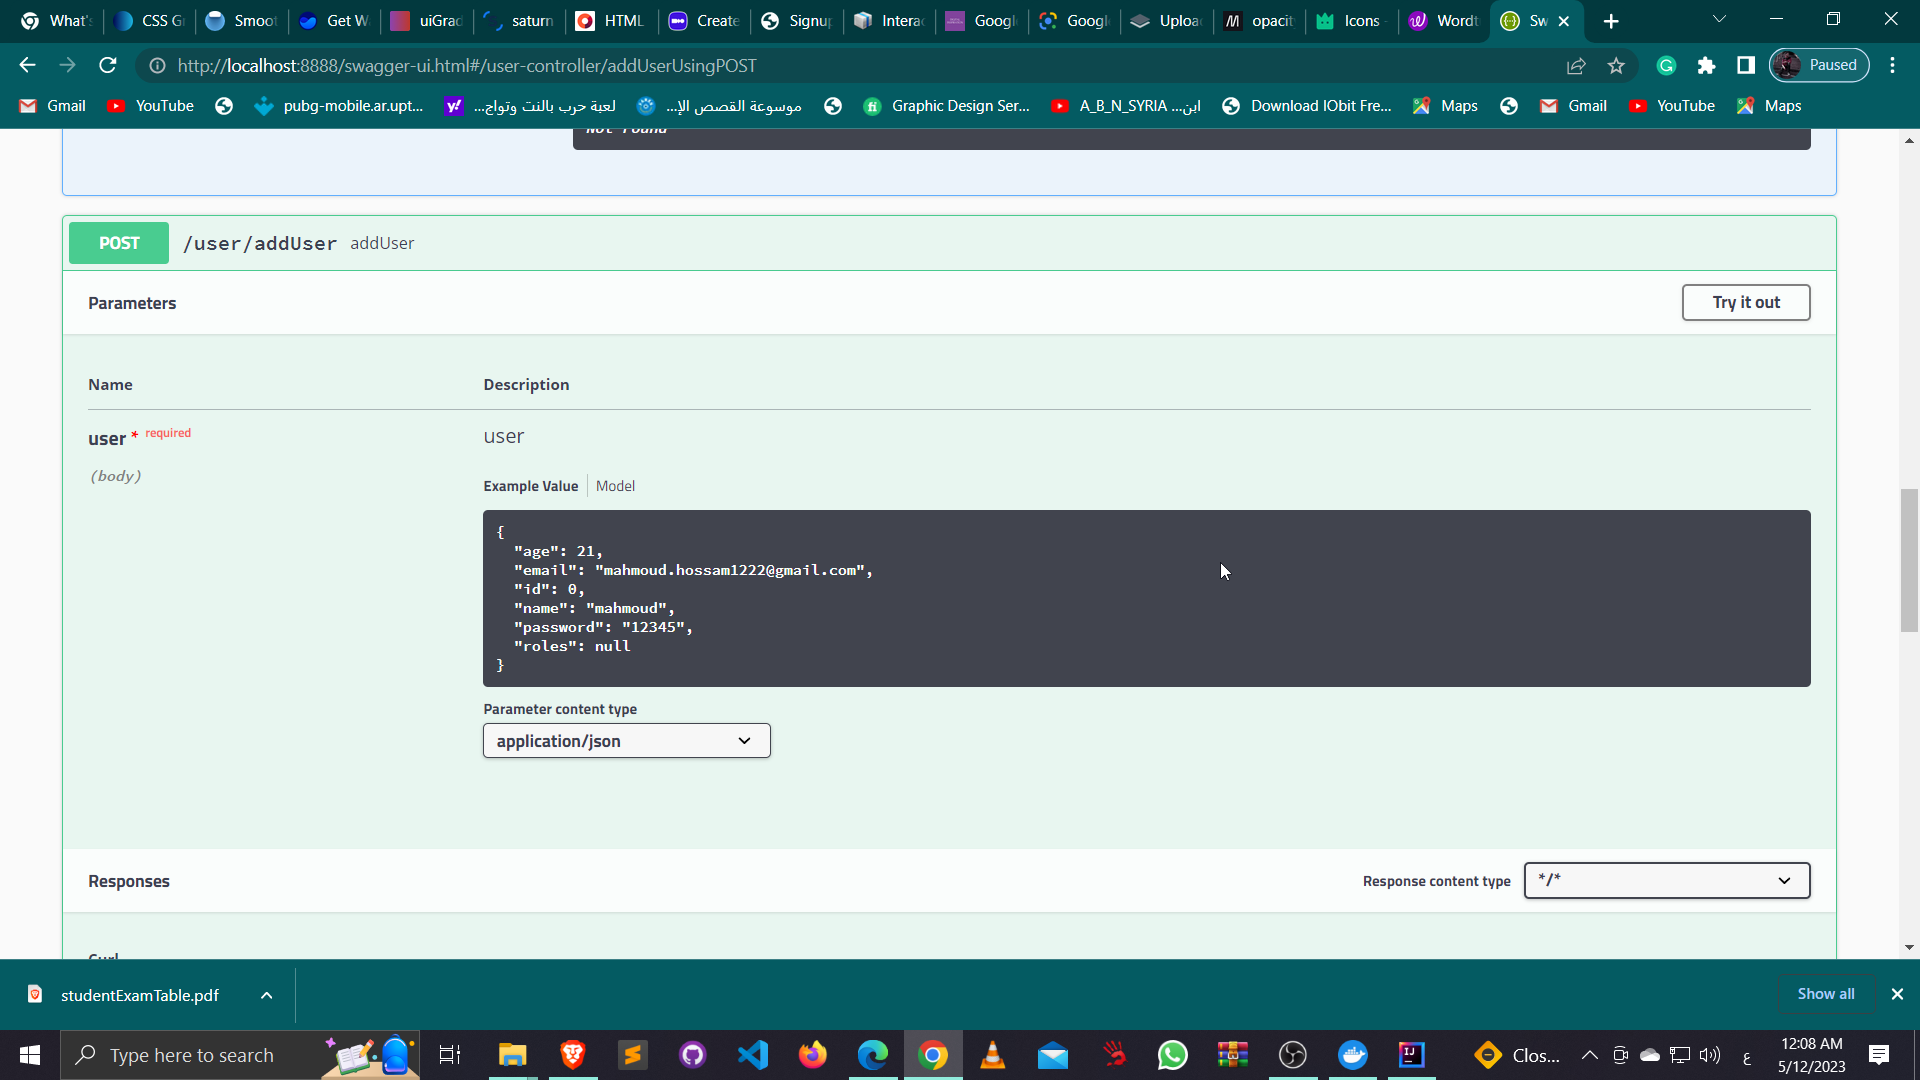 What's
CSS Gr
Smoot
Get W
uiGrad
saturn
HTML
Create
Signup
Interac
Googl
Googl
Uploa
opacit
Icons -
Wordt
Sw
http://localhost:8888/swagger-ui.html#/user-controller/addUserUsingPOST
Paused
Gmail
YouTube
pubg-mobile.ar.upt...
لعبة حرب بالنت وتواج...
موسوعة القصص الإ...
Graphic Design Ser...
A_B_N_SYRIA ...ابن
Download IObit Fre...
Maps
Gmail
YouTube
Maps
Not Found
POST /user/addUser addUser
Parameters
Try it out
Name Description
user * required
user
(body)
Example Value Model
{
"age": 21,
"email": "mahmoud.hossam1222@gmail.com",
"id": 0,
"name": "mahmoud",
"password": "12345",
"roles": null
}
Parameter content type
application/json
Responses
Response content type
*/*
Curl
studentExamTable.pdf
Show all
Type here to search
Clos...
ع
12:08 AM
5/12/2023